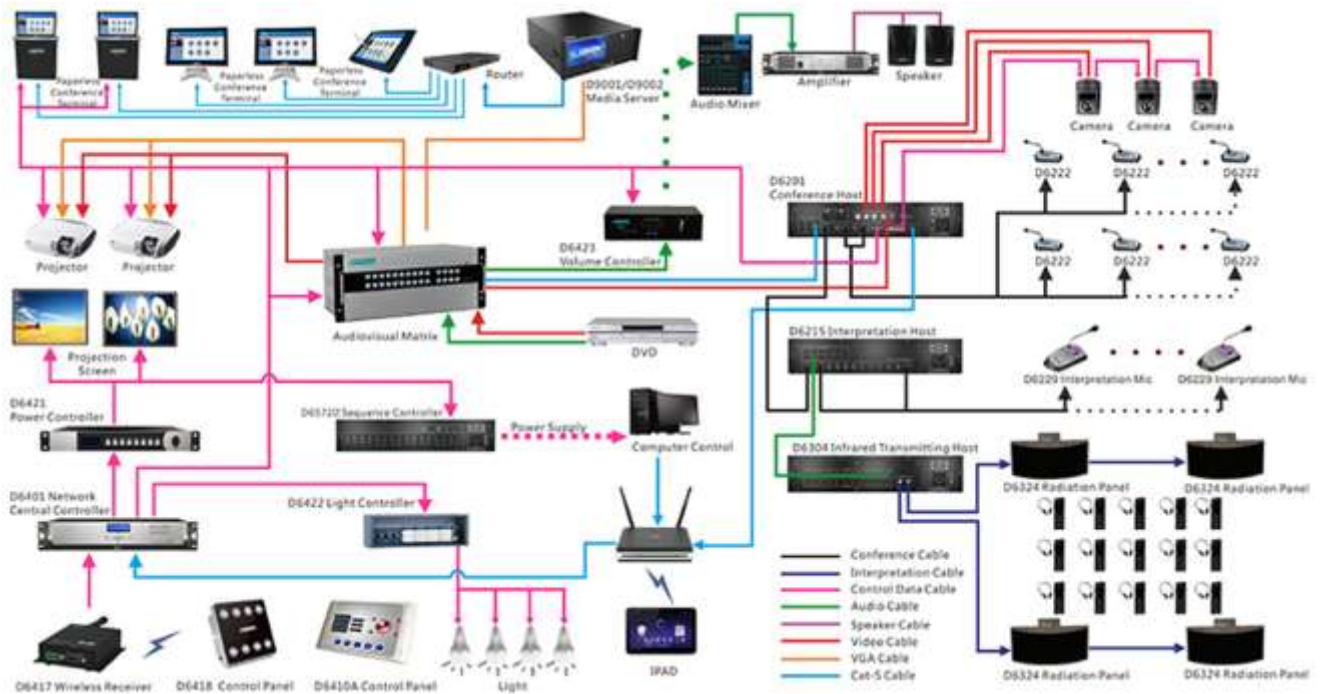 Paperless
Conference
Terminal
Paperless
Conference
Terminal
Paperless
Conference
Terminal
Router
D9001/D9002
Media Server
Audio Mixer
Amplifier
Speaker
Camera
Camera
Camera
D6222
D6222
D6222
D6201
Conference Host
D6423
Volume Controller
D6222
D6222
D6222
Projector
Projector
Audiovisual Matrix
DVD
D6215 Interpretation Host
Projection
Screen
D6229 Interpretation Mic
D6229 Interpretation Mic
D6421
Power Controller
D6572D Sequence Controller
Power Supply
Computer Control
D6304 Infrared Transmitting Host
D6324 Radiation Panel
D6324 Radiation Panel
D6401 Network
Central Controller
D6422 Light Controller
Conference Cable
Interpretation Cable
Control Data Cable
Audio Cable
Speaker Cable
Video Cable
VGA Cable
Cat-5 Cable
D6417 Wireless Receiver
D6418 Control Panel
D6410A Control Panel
Light
IPAD
D6324 Radiation Panel
D6324 Radiation Panel